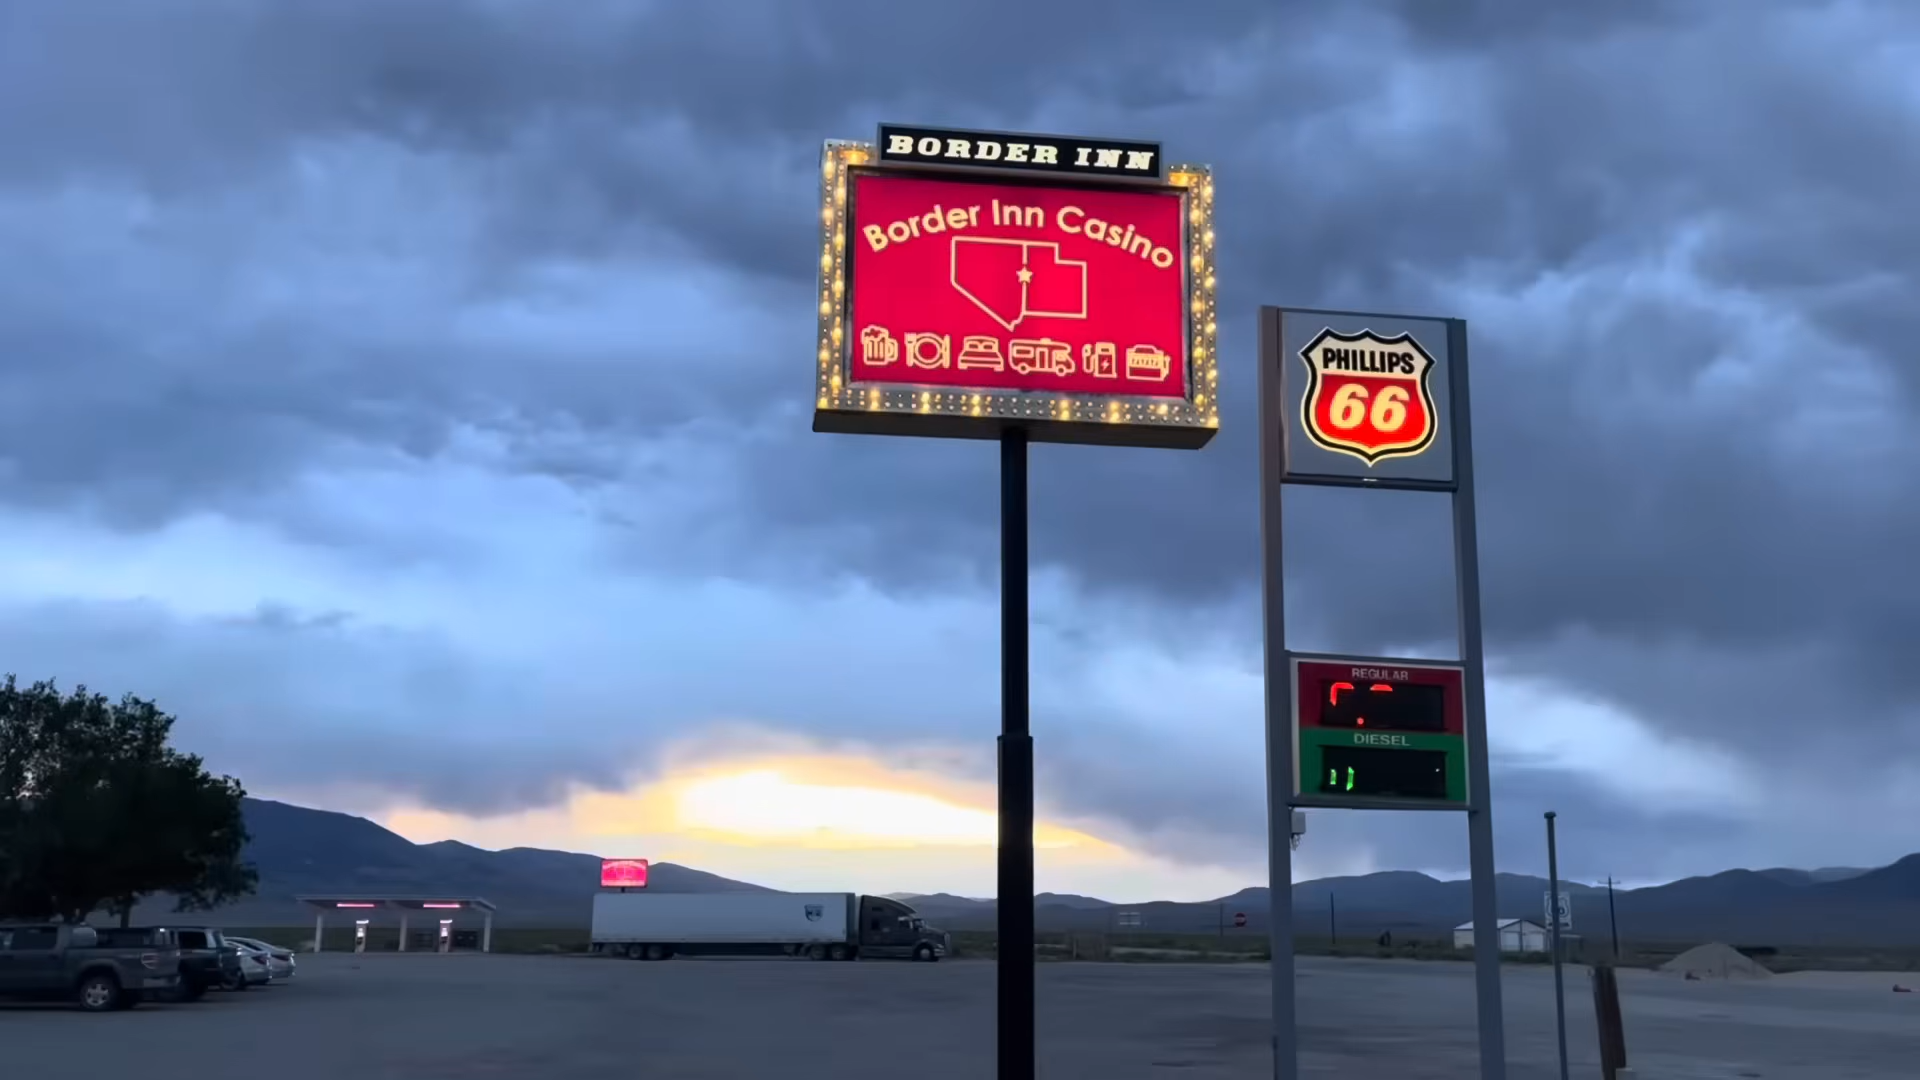 BORDER INN
Border Inn Casino
PHILLIPS
66
REGULAR
DIESEL